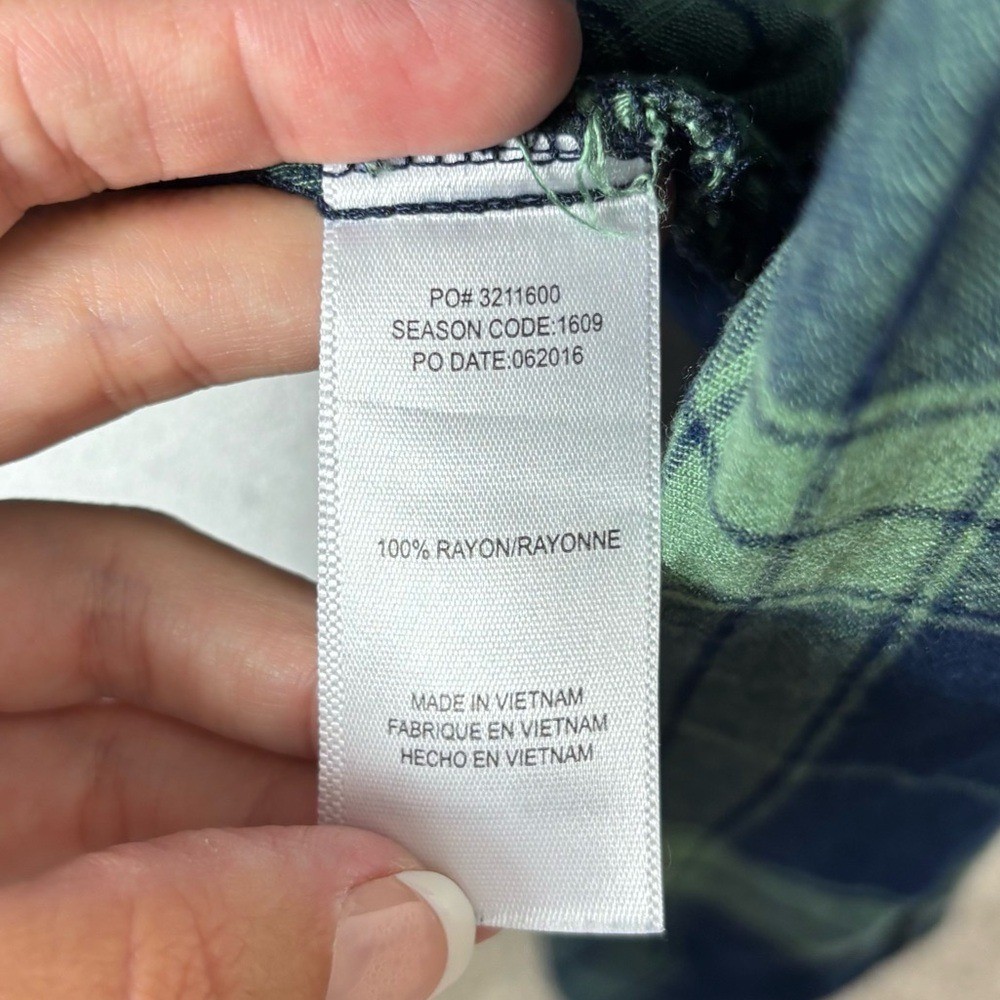 PO# 3211600
SEASON CODE:1609
PO DATE:062016
100% RAYON/RAYONNE
MADE IN VIETNAM
FABRIQUE EN VIETNAM
HECHO EN VIETNAM